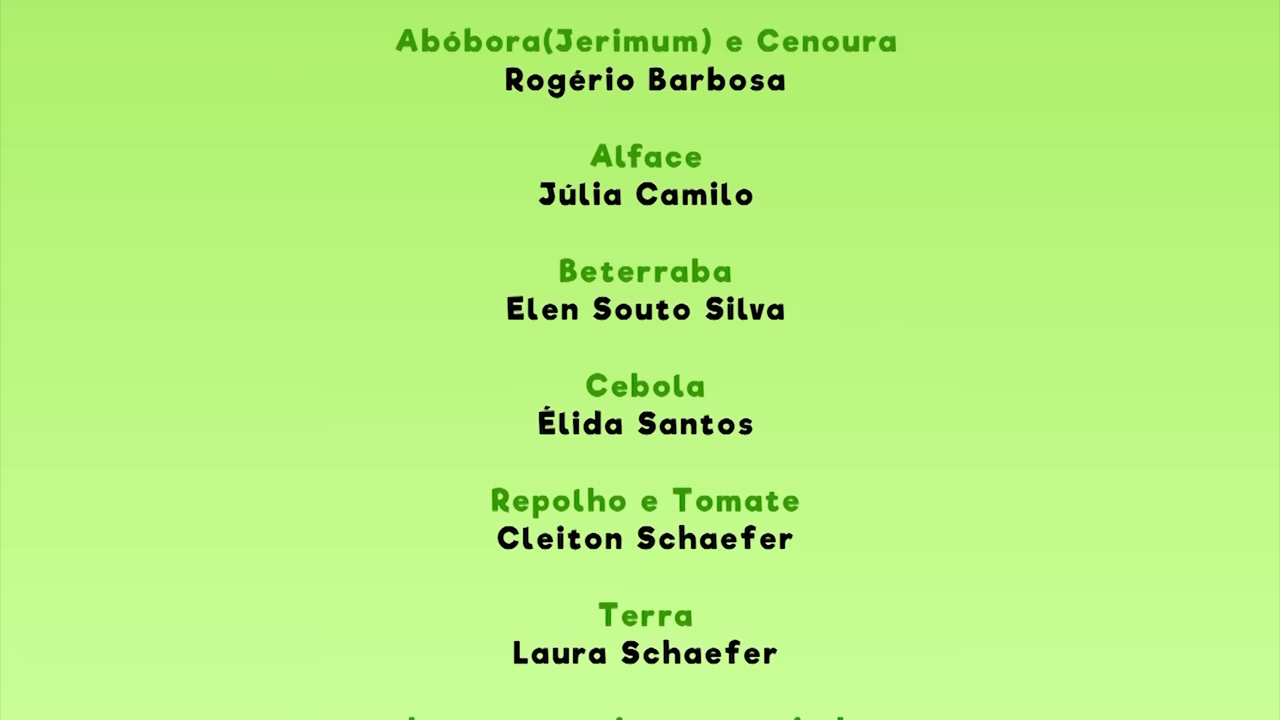 Abóbora(Jerimum) e Cenoura
Rogério Barbosa
Alface
Júlia Camilo
Beterraba
Elen Souto Silva
Cebola
Élida Santos
Repolho e Tomate
Cleiton Schaefer
Terra
Laura Schaefer